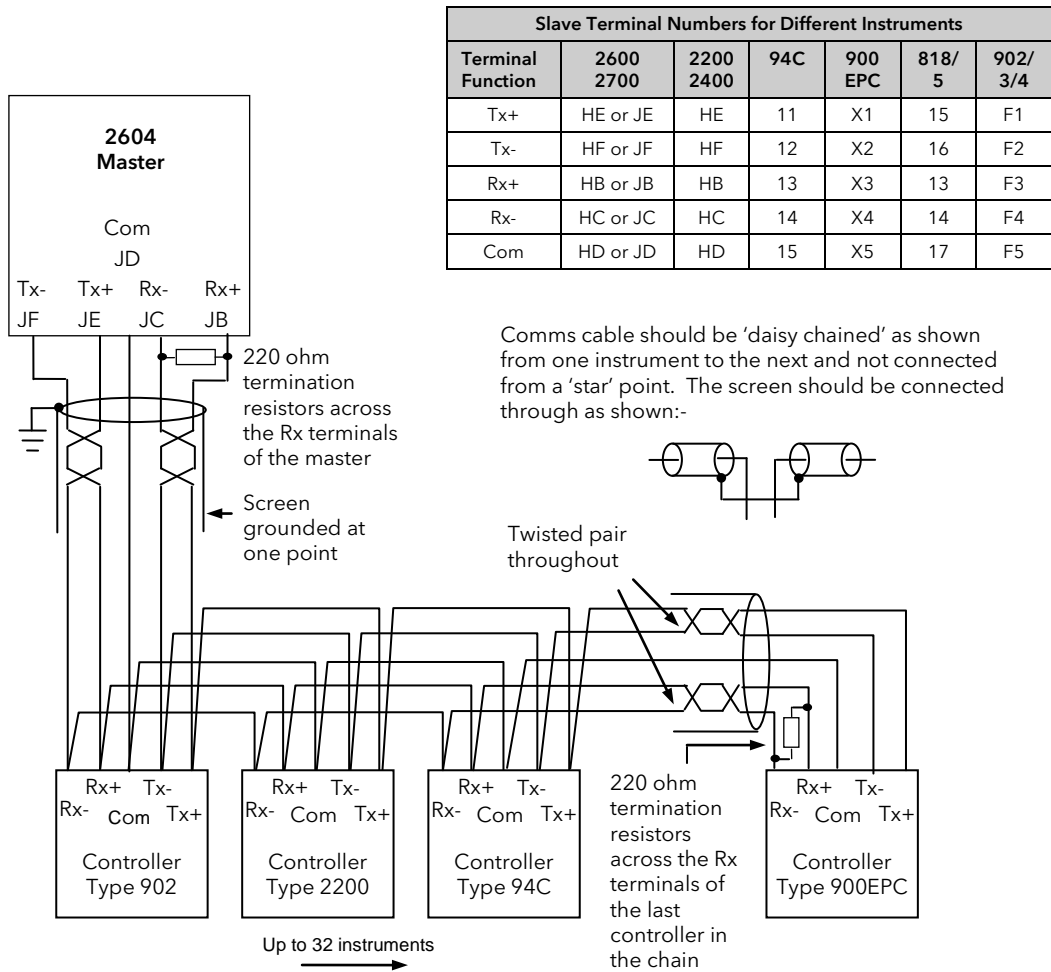 Slave Terminal Numbers for Different Instruments
Terminal Function 2600 2700 2200 2400 94C 900 EPC 818/ 5 902/ 3/4
Tx+ HE or JE HE 11 X1 15 F1
Tx- HF or JF HF 12 X2 16 F2
Rx+ HB or JB HB 13 X3 13 F3
Rx- HC or JC HC 14 X4 14 F4
Com HD or JD HD 15 X5 17 F5
2604
Master
Com
JD
Tx- Tx+ Rx- Rx+
JF JE JC JB
220 ohm
termination
resistors across
the Rx terminals
of the master
Screen
grounded at
one point
Comms cable should be ‘daisy chained’ as shown
from one instrument to the next and not connected
from a ‘star’ point. The screen should be connected
through as shown:-
Twisted pair
throughout
Rx+ Tx-
Rx- Com Tx+
Controller
Type 902
Rx+ Tx-
Rx- Com Tx+
Controller
Type 2200
Rx+ Tx-
Rx- Com Tx+
Controller
Type 94C
220 ohm
termination
resistors
across the Rx
terminals of
the last
controller in
the chain
Rx+ Tx-
Rx- Com Tx+
Controller
Type 900EPC
Up to 32 instruments